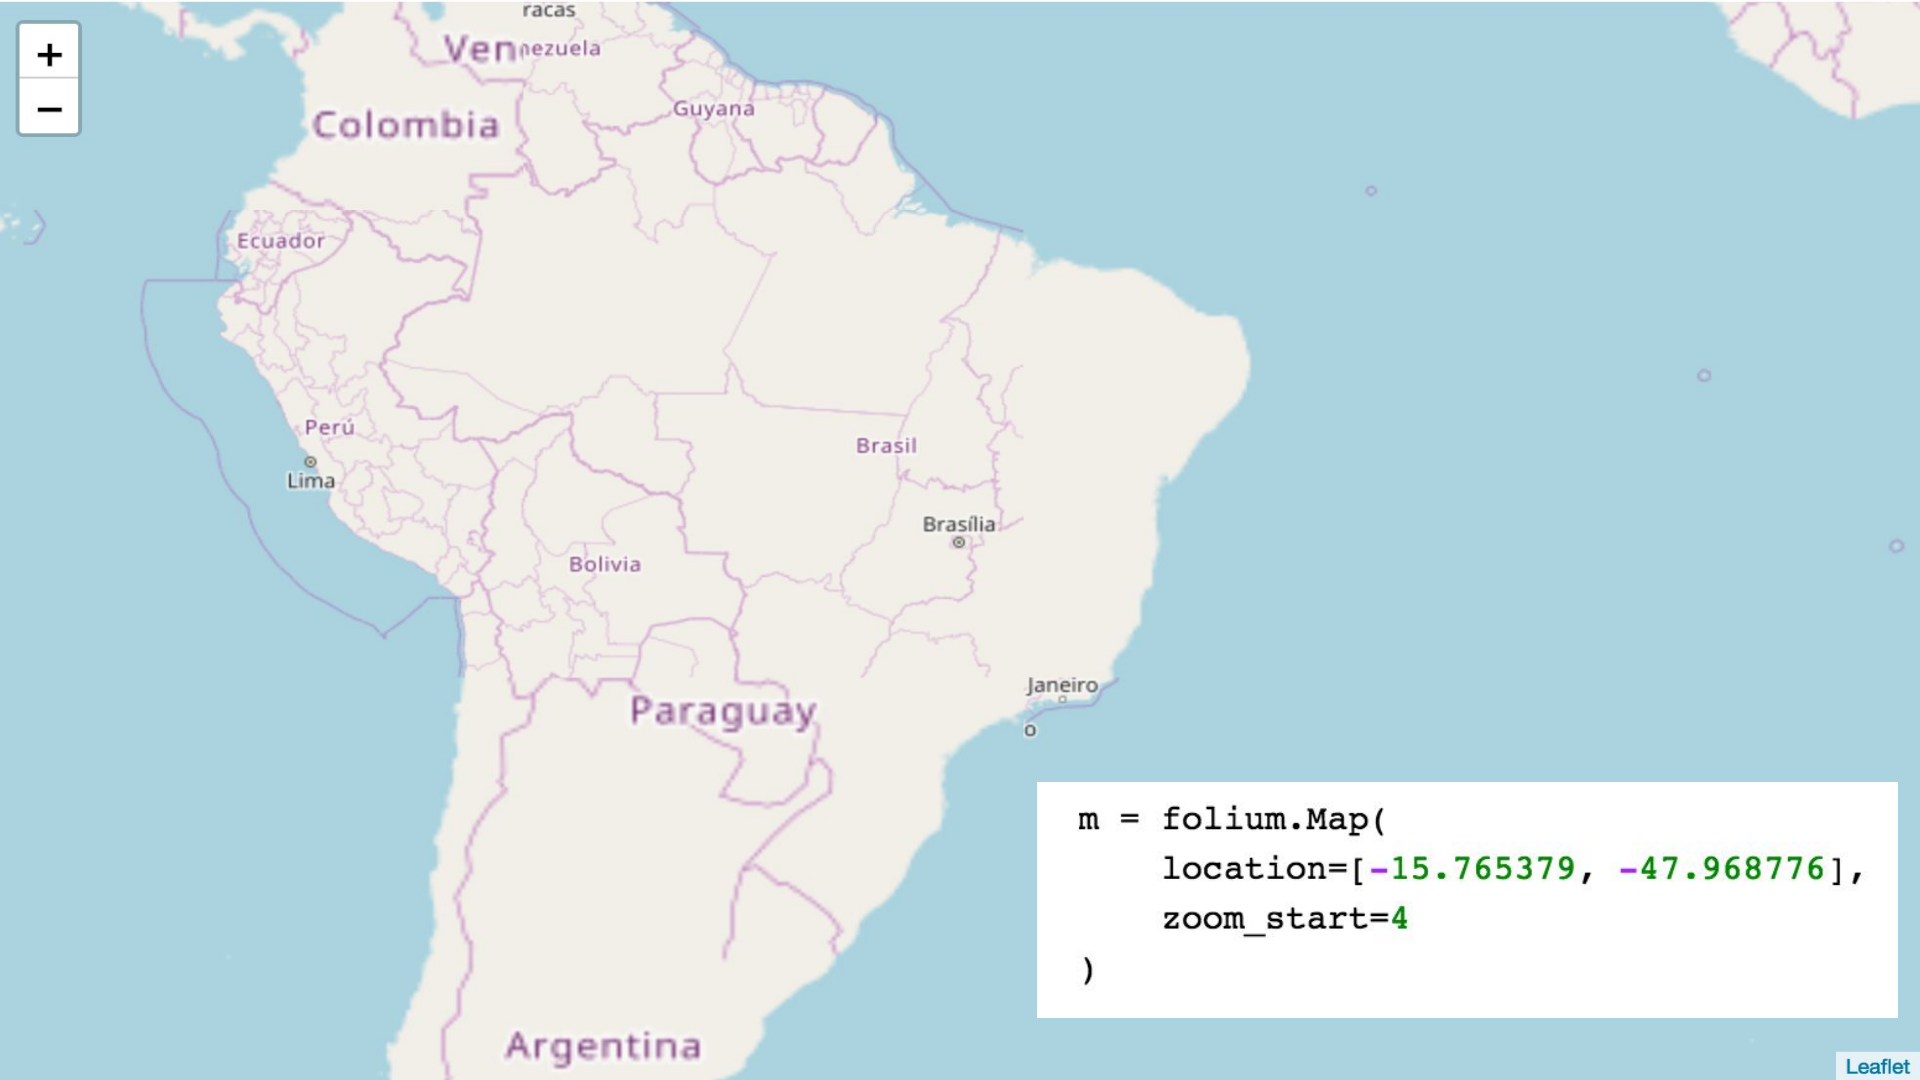 racas
Vennezuela
+
−
Colombia
Guyana
Ecuador
Perú
Lima
Brasil
Brasília
Bolivia
Janeiro
Paraguay
o
m = folium.Map(
    location=[-15.765379, -47.968776],
    zoom_start=4
)
Argentina
Leaflet